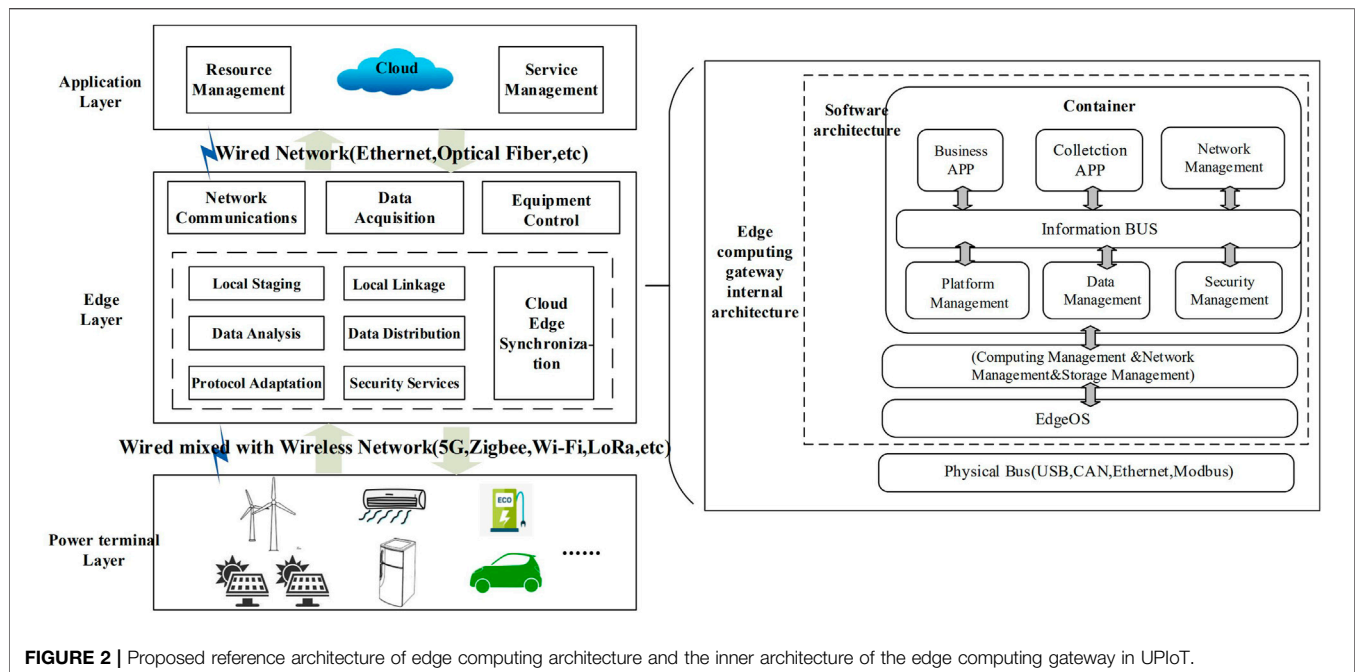 Application
Layer
Resource
Management
Cloud
Service
Management
Wired Network(Ethernet,Optical Fiber,etc)
Edge
Layer
Network
Communications
Data
Acquisition
Equipment
Control
Local Staging
Local Linkage
Data Analysis
Data Distribution
Protocol Adaptation
Security Services
Cloud
Edge
Synchroniza-
tion
Wired mixed with Wireless Network(5G,Zigbee,Wi-Fi,LoRa,etc)
Power terminal
Layer
ECO
......
Edge
computing
gateway
internal
architecture
Software
architecture
Container
Business
APP
Colletction
APP
Network
Management
Information BUS
Platform
Management
Data
Management
Security
Management
(Computing Management &Network
Management&Storage Management)
EdgeOS
Physical Bus(USB,CAN,Ethernet,Modbus)
FIGURE 2 | Proposed reference architecture of edge computing architecture and the inner architecture of the edge computing gateway in UPIoT.